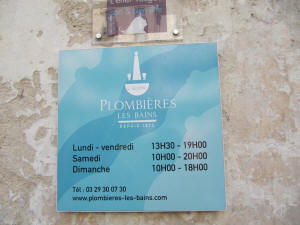 PLOMBIÈRES
LES BAINS
Lundi - vendredi 13H30 - 19H00
Samedi 10H00 - 20H00
Dimanche 10H00 - 18H00
Tél : 03 29 30 07 30
www.plombieres-les-bains.com